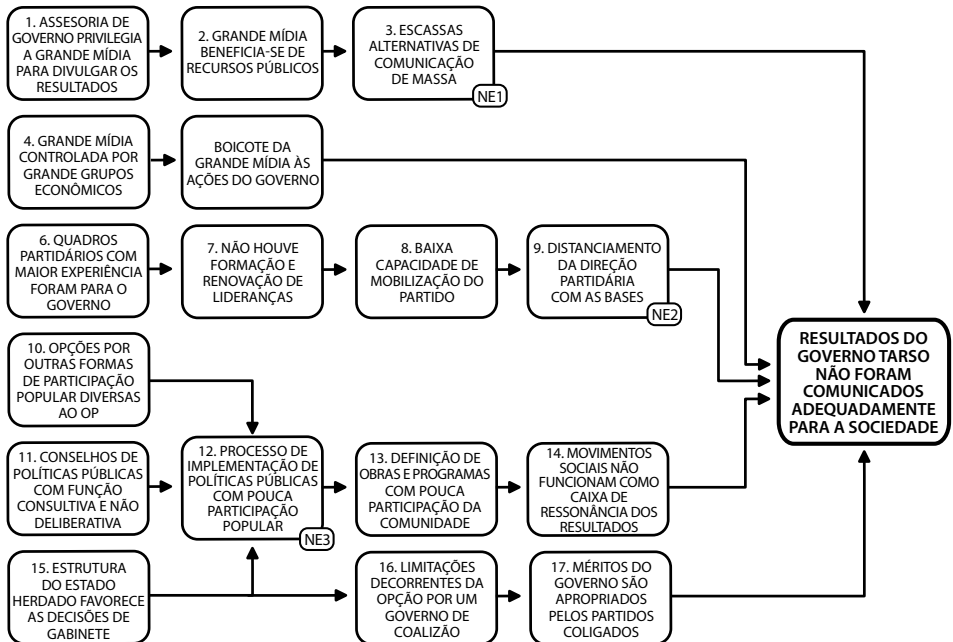 1. ASSESSORIA DE
GOVERNO PRIVILEGIA
A GRANDE MÍDIA
PARA DIVULGAR OS
RESULTADOS
2. GRANDE MÍDIA
BENEFICIA-SE DE
RECURSOS PÚBLICOS
3. ESCASSAS
ALTERNATIVAS DE
COMUNICAÇÃO
DE MASSA
NE1
4. GRANDE MÍDIA
CONTROLADA POR
GRANDE GRUPOS
ECONÔMICOS
BOICOTE DA
GRANDE MÍDIA ÀS
AÇÕES DO GOVERNO
6. QUADROS
PARTIDÁRIOS COM
MAIOR EXPERIÊNCIA
FORAM PARA O
GOVERNO
7. NÃO HOUVE
FORMAÇÃO E
RENOVAÇÃO DE
LIDERANÇAS
8. BAIXA
CAPACIDADE DE
MOBILIZAÇÃO DO
PARTIDO
9. DISTANCIAMENTO
DA DIREÇÃO
PARTIDÁRIA
COM AS BASES
NE2
10. OPÇÕES POR
OUTRAS FORMAS
DE PARTICIPAÇÃO
POPULAR DIVERSAS
AO OP
RESULTADOS DO
GOVERNO TARSO
NÃO FORAM
COMUNICADOS
ADEQUADAMENTE
PARA A SOCIEDADE
11. CONSELHOS DE
POLÍTICAS PÚBLICAS
COM FUNÇÃO
CONSULTIVA E NÃO
DELIBERATIVA
12. PROCESSO DE
IMPLEMENTAÇÃO DE
POLÍTICAS PÚBLICAS
COM POUCA
PARTICIPAÇÃO
POPULAR
NE3
13. DEFINIÇÃO DE
OBRAS E PROGRAMAS
COM POUCA
PARTICIPAÇÃO DA
COMUNIDADE
14. MOVIMENTOS
SOCIAIS NÃO
FUNCIONAM COMO
CAIXA DE
RESSONÂNCIA DOS
RESULTADOS
15. ESTRUTURA
DO ESTADO
HERDADO FAVORECE
AS DECISÕES DE
GABINETE
16. LIMITAÇÕES
DECORRENTES DA
OPÇÃO POR UM
GOVERNO DE
COALIZÃO
17. MÉRITOS DO
GOVERNO SÃO
APROPRIADOS
PELOS PARTIDOS
COLIGADOS